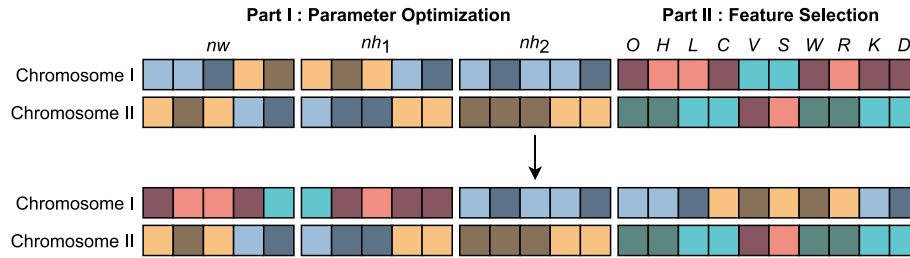 Part I : Parameter Optimization Part II : Feature Selection
nw nh1 nh2 O H L C V S W R K D
Chromosome I
Chromosome II
Chromosome I
Chromosome II